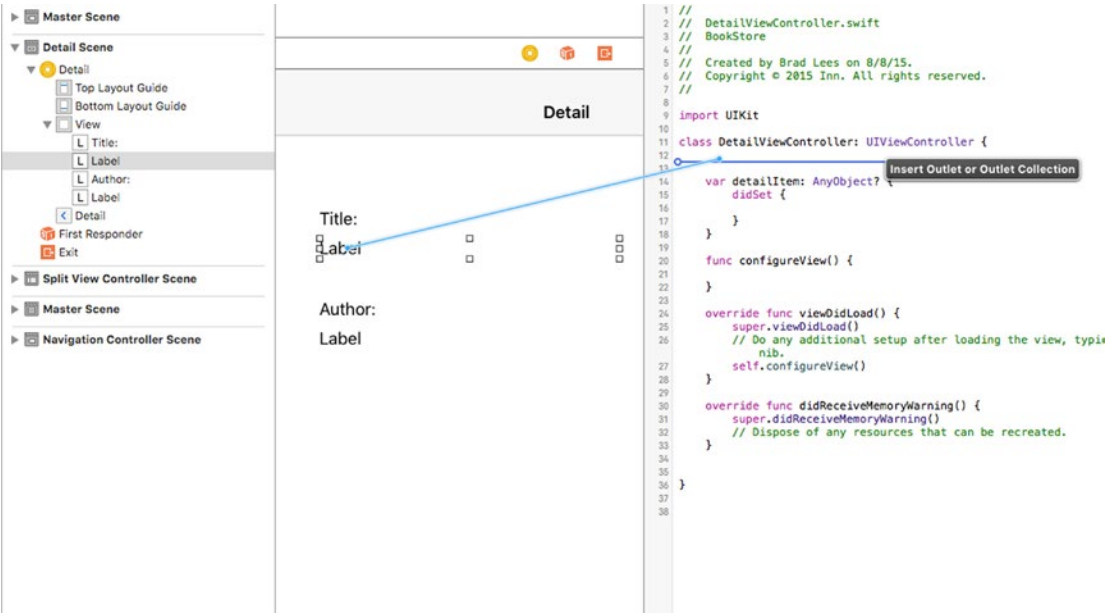 Master Scene
Detail Scene
Detail
Top Layout Guide
Bottom Layout Guide
View
L Title:
L Label
L Author:
L Label
Detail
First Responder
Exit
Split View Controller Scene
Master Scene
Navigation Controller Scene
Detail
Title:
Label
Author:
Label
1 //
2 // DetailViewController.swift
3 // BookStore
4 //
5 // Created by Brad Lees on 8/8/15.
6 // Copyright © 2015 Inn. All rights reserved.
7 //
8
9 import UIKit
10
11 class DetailViewController: UIViewController {
12
13
Insert Outlet or Outlet Collection
14 var detailItem: AnyObject? {
15 didSet {
16
17 }
18 }
19
20 func configureView() {
21
22 }
23
24 override func viewDidLoad() {
25 super.viewDidLoad()
26 // Do any additional setup after loading the view,
nib.
27 self.configureView()
28 }
29
30 override func didReceiveMemoryWarning() {
31 super.didReceiveMemoryWarning()
32 // Dispose of any resources that can be recreated.
33 }
34
35
36 }
37
38